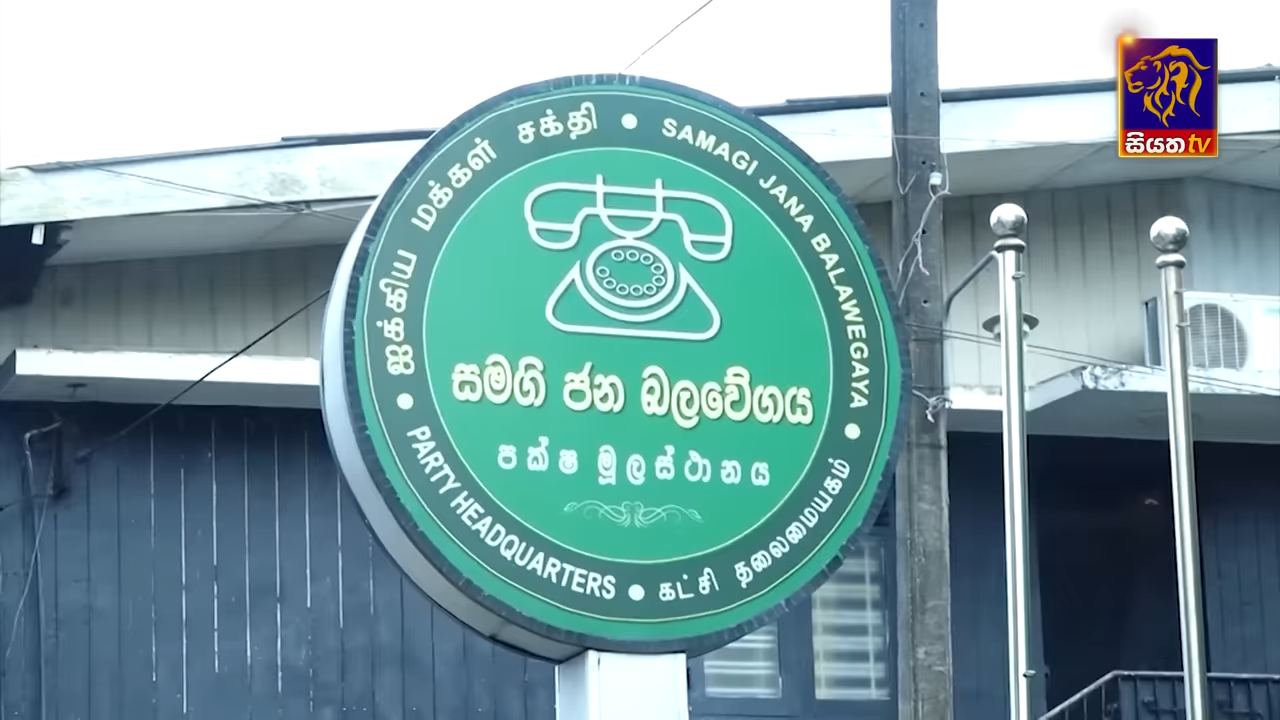 ஐக்கிய மக்கள் சக்தி
SAMAGI JANA BALAWEGAYA
සමගි ජන බලවේගය
පක්ෂ මූලස්ථානය
PARTY HEADQUARTERS
கட்சி தலைமையகம்
සියත tv